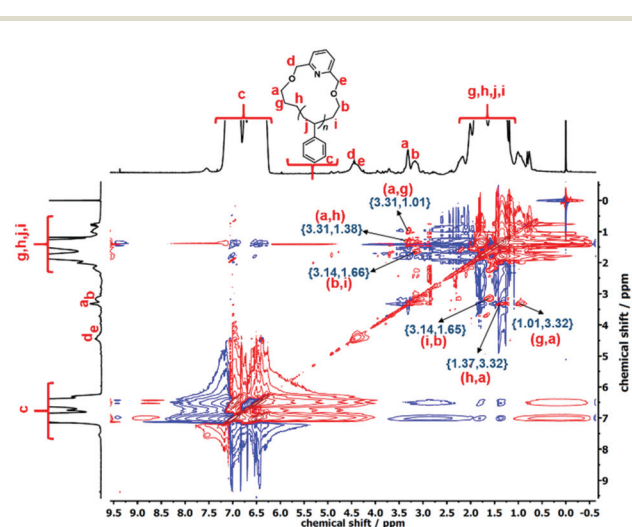 d
N
e
O
O
a
b
g
h
j
n
i
c
c
g,h,j,i
a
b
d
e
(a,g)
{3.31,1.01}
(a,h)
{3.31,1.38}
{3.14,1.66}
(b,i)
{3.14,1.65}
(i,b)
{1.01,3.32}
(g,a)
{1.37,3.32}
(h,a)
g,h,j,i
a b
d e
c
0
1
2
3
4
5
6
7
8
9
chemical shift / ppm
9.5 9.0 8.5 8.0 7.5 7.0 6.5 6.0 5.5 5.0 4.5 4.0 3.5 3.0 2.5 2.0 1.5 1.0 0.5 0.0 -0.5
chemical shift / ppm